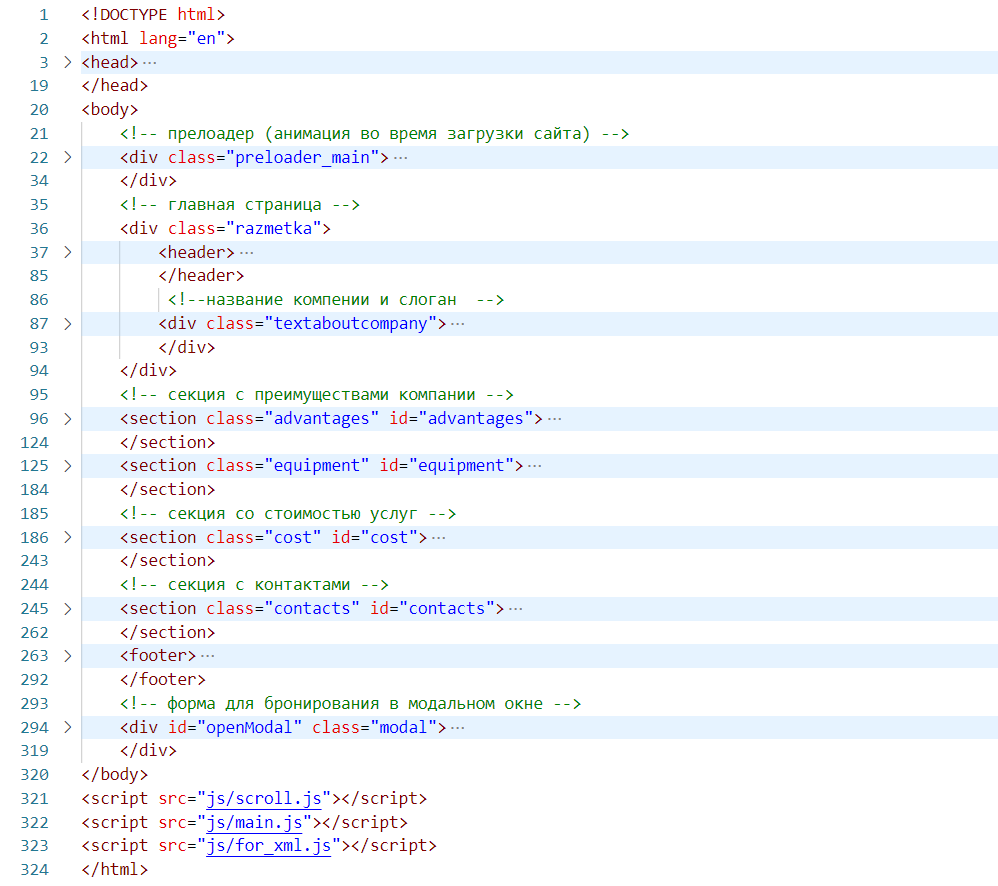 1 <!DOCTYPE html>
2 <html lang="en">
3 > <head> ···
19 </head>
20 <body>
21 <!-- прелоадер (анимация во время загрузки сайта) -->
22 > <div class="preloader_main"> ···
34 </div>
35 <!-- главная страница -->
36 <div class="razmetka">
37 > <header> ···
85 </header>
86 <!--название компении и слоган  -->
87 > <div class="textaboutcompany"> ···
93 </div>
94 </div>
95 <!-- секция с преимуществами компании -->
96 > <section class="advantages" id="advantages"> ···
124 </section>
125 > <section class="equipment" id="equipment"> ···
184 </section>
185 <!-- секция со стоимостью услуг -->
186 > <section class="cost" id="cost"> ···
243 </section>
244 <!-- секция с контактами -->
245 > <section class="contacts" id="contacts"> ···
262 </section>
263 > <footer> ···
292 </footer>
293 <!-- форма для бронирования в модальном окне -->
294 > <div id="openModal" class="modal"> ···
319 </div>
320 </body>
321 <script src="js/scroll.js"></script>
322 <script src="js/main.js"></script>
323 <script src="js/for_xml.js"></script>
324 </html>